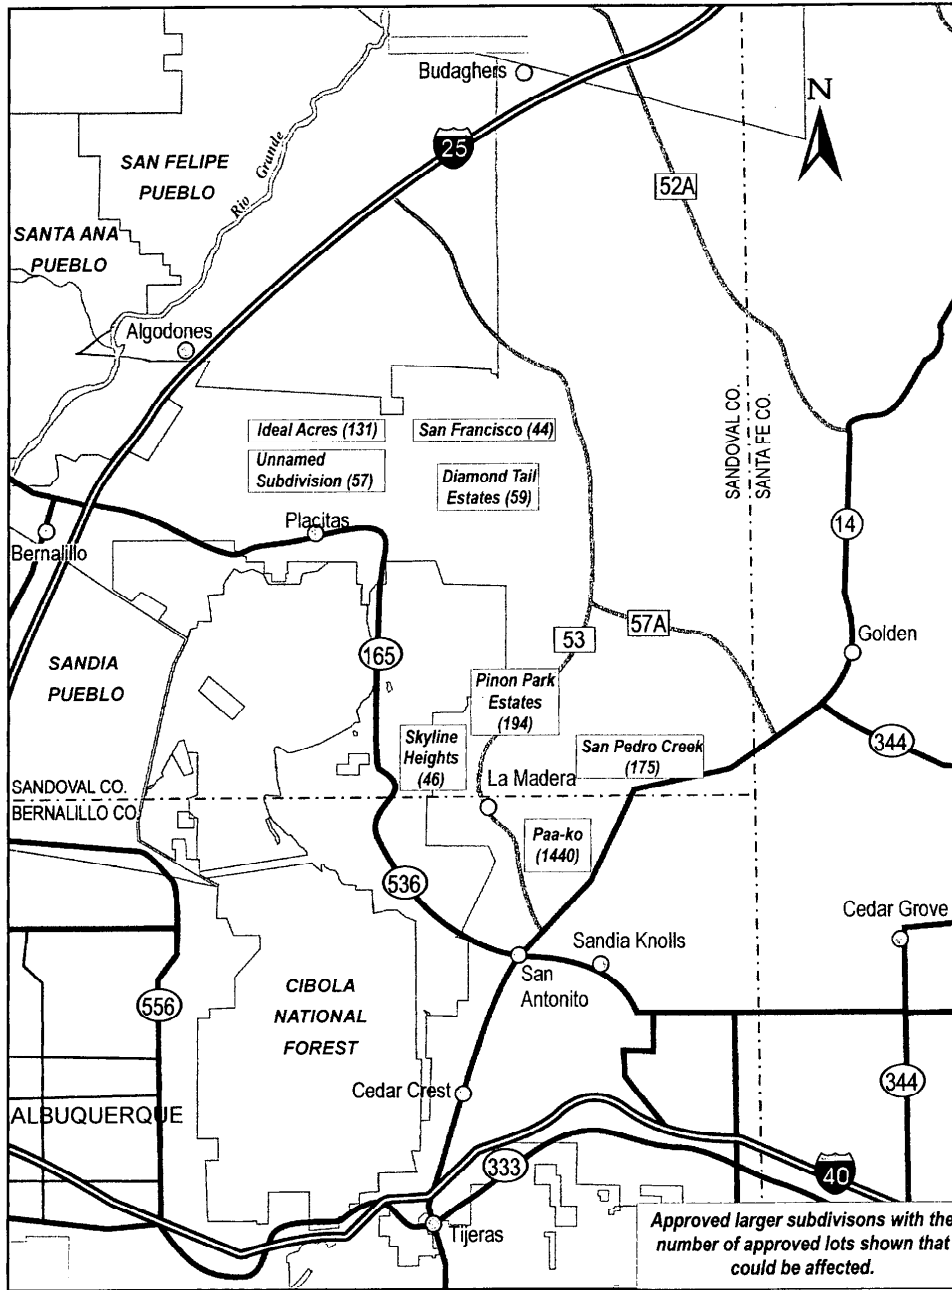 Budaghers
N
25
SAN FELIPE
PUEBLO
Rio Grande
52A
SANTA ANA
PUEBLO
Algodones
SANDOVAL CO.
SANTA FE CO.
Ideal Acres (131)
San Francisco (44)
Unnamed
Subdivision (57)
Diamond Tail
Estates (59)
Placitas
14
Bernalillo
53
57A
Golden
165
SANDIA
PUEBLO
Pinon Park
Estates
(194)
Skyline
Heights
(46)
San Pedro Creek
(175)
344
La Madera
SANDOVAL CO.
BERNALILLO CO.
Paa-ko
(1440)
536
Cedar Grove
Sandia Knolls
San
Antonito
556
CIBOLA
NATIONAL
FOREST
344
Cedar Crest
ALBUQUERQUE
333
40
Tijeras
Approved larger subdivisons with the
number of approved lots shown that
could be affected.